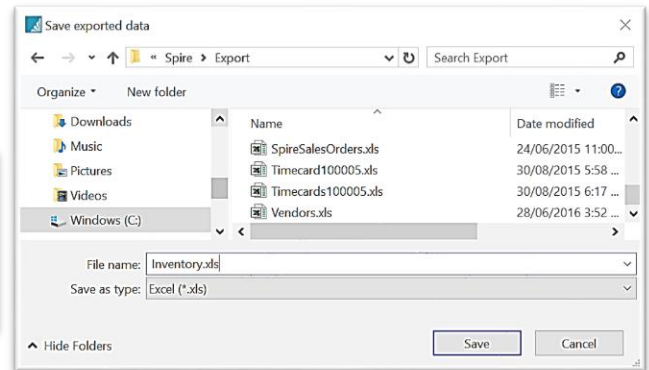 Save exported data
« Spire › Export
Search Export
Organize
New folder
Downloads
Music
Pictures
Videos
Windows (C:)
Name
Date modified
SpireSalesOrders.xls
24/06/2015 11:00...
Timecard100005.xls
30/08/2015 5:58 ...
Timecards100005.xls
30/08/2015 6:17 ...
Vendors.xls
28/06/2016 3:52 ...
File name: Inventory.xls
Save as type: Excel (*.xls)
Hide Folders
Save
Cancel